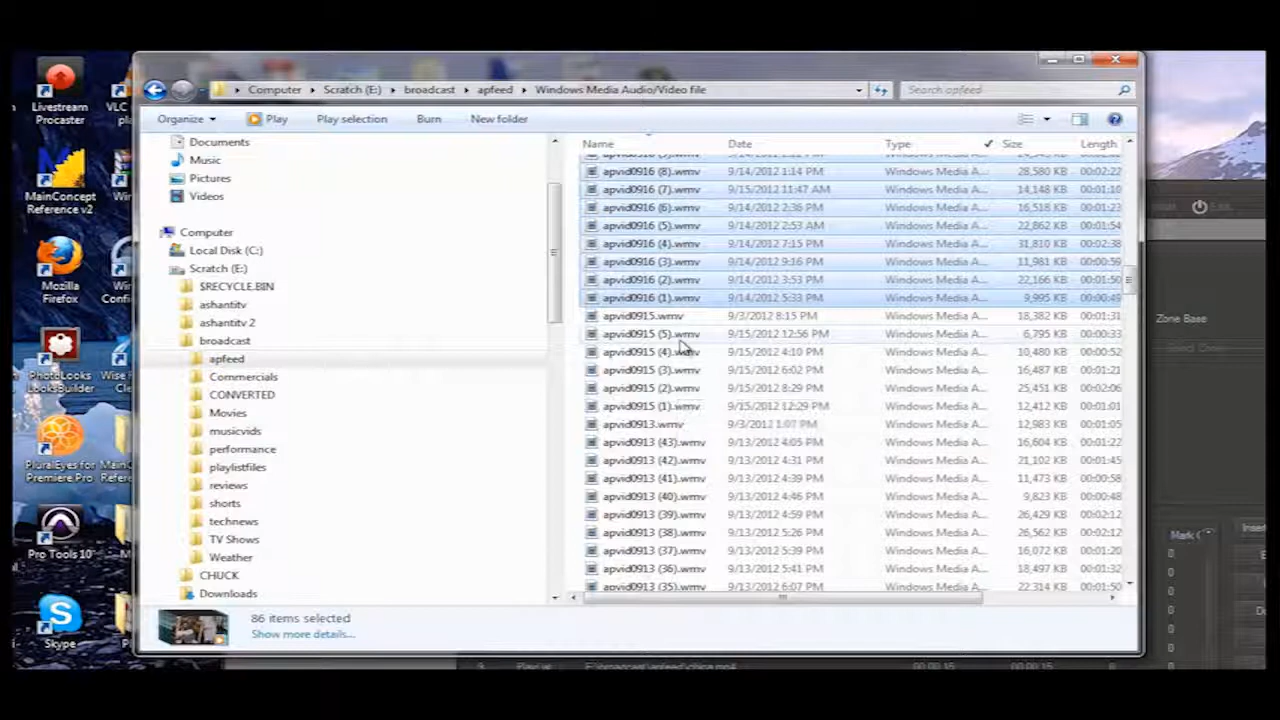 Livestream Procaster
VLC
pla
MainConcept Reference v2
Win
Mozilla Firefox
Confi
PhotoLooks LooksBuilder
Wise
Cle
PluralEyes for Premiere Pro
Main
Refere
Pro Tools 10
Skype
Computer Scratch (E:) broadcast apfeed Windows Media Audio/Video file
Search apfeed
Organize Play Play selection Burn New folder
Documents
Music
Pictures
Videos
Computer
Local Disk (C:)
Scratch (E:)
$RECYCLE.BIN
ashantitv
ashantitv 2
broadcast
apfeed
Commercials
CONVERTED
Movies
musicvids
performance
playlistfiles
reviews
shorts
technews
TV Shows
Weather
CHUCK
Downloads
Name Date Type Size Length
apvid0916 (8).wmv 9/14/2012 1:14 PM Windows Media A... 28,580 KB 00:02:22
apvid0916 (7).wmv 9/15/2012 11:47 AM Windows Media A... 14,148 KB 00:01:10
apvid0916 (6).wmv 9/14/2012 2:36 PM Windows Media A... 16,518 KB 00:01:23
apvid0916 (5).wmv 9/15/2012 2:53 AM Windows Media A... 22,862 KB 00:01:54
apvid0916 (4).wmv 9/14/2012 7:15 PM Windows Media A... 31,810 KB 00:02:38
apvid0916 (3).wmv 9/14/2012 9:16 PM Windows Media A... 11,981 KB 00:00:59
apvid0916 (2).wmv 9/14/2012 3:53 PM Windows Media A... 22,166 KB 00:01:50
apvid0916 (1).wmv 9/14/2012 5:33 PM Windows Media A... 9,995 KB 00:00:49
apvid0915.wmv 9/3/2012 8:15 PM Windows Media A... 18,382 KB 00:01:31
apvid0915 (5).wmv 9/15/2012 12:56 PM Windows Media A... 6,795 KB 00:00:33
apvid0915 (4).wmv 9/15/2012 4:10 PM Windows Media A... 10,480 KB 00:00:52
apvid0915 (3).wmv 9/15/2012 6:02 PM Windows Media A... 16,487 KB 00:01:21
apvid0915 (2).wmv 9/15/2012 8:29 PM Windows Media A... 25,451 KB 00:02:06
apvid0915 (1).wmv 9/15/2012 12:29 PM Windows Media A... 12,412 KB 00:01:01
apvid0913.wmv 9/3/2012 1:07 PM Windows Media A... 12,983 KB 00:01:05
apvid0913 (43).wmv 9/13/2012 4:05 PM Windows Media A... 16,604 KB 00:01:22
apvid0913 (42).wmv 9/13/2012 4:31 PM Windows Media A... 21,102 KB 00:01:45
apvid0913 (41).wmv 9/13/2012 4:39 PM Windows Media A... 11,473 KB 00:00:58
apvid0913 (40).wmv 9/13/2012 4:46 PM Windows Media A... 9,823 KB 00:00:48
apvid0913 (39).wmv 9/13/2012 4:59 PM Windows Media A... 26,429 KB 00:02:12
apvid0913 (38).wmv 9/13/2012 5:26 PM Windows Media A... 26,562 KB 00:02:12
apvid0913 (37).wmv 9/13/2012 5:39 PM Windows Media A... 16,072 KB 00:01:20
apvid0913 (36).wmv 9/13/2012 5:41 PM Windows Media A... 18,497 KB 00:01:32
apvid0913 (35).wmv 9/13/2012 6:07 PM Windows Media A... 22,314 KB 00:01:50
86 items selected
Show more details...
Zone Base
Mark
Insert
0
0
0
0
0
0